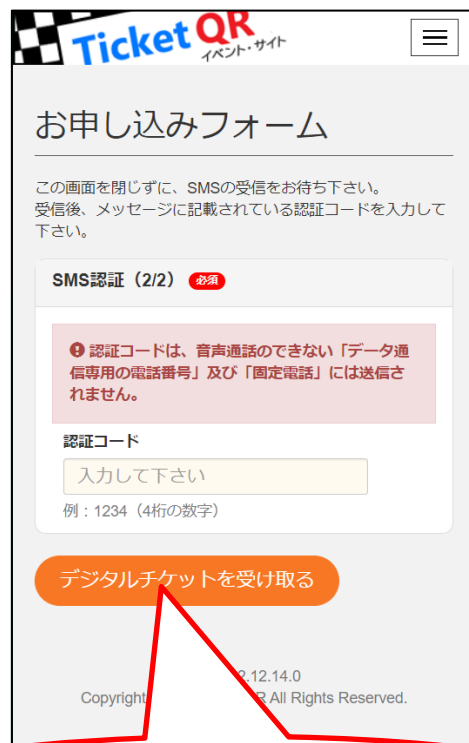 Ticket QR
イベント・サイト
お申し込みフォーム
この画面を閉じずに、SMSの受信をお待ち下さい。
受信後、メッセージに記載されている認証コードを入力して
下さい。
SMS認証（2/2） 必須
認証コードは、音声通話のできない「データ通
信専用の電話番号」及び「固定電話」には送信さ
れません。
認証コード
入力して下さい
例：1234（4桁の数字）
デジタルチケットを受け取る
2.12.14.0
Copyright R All Rights Reserved.